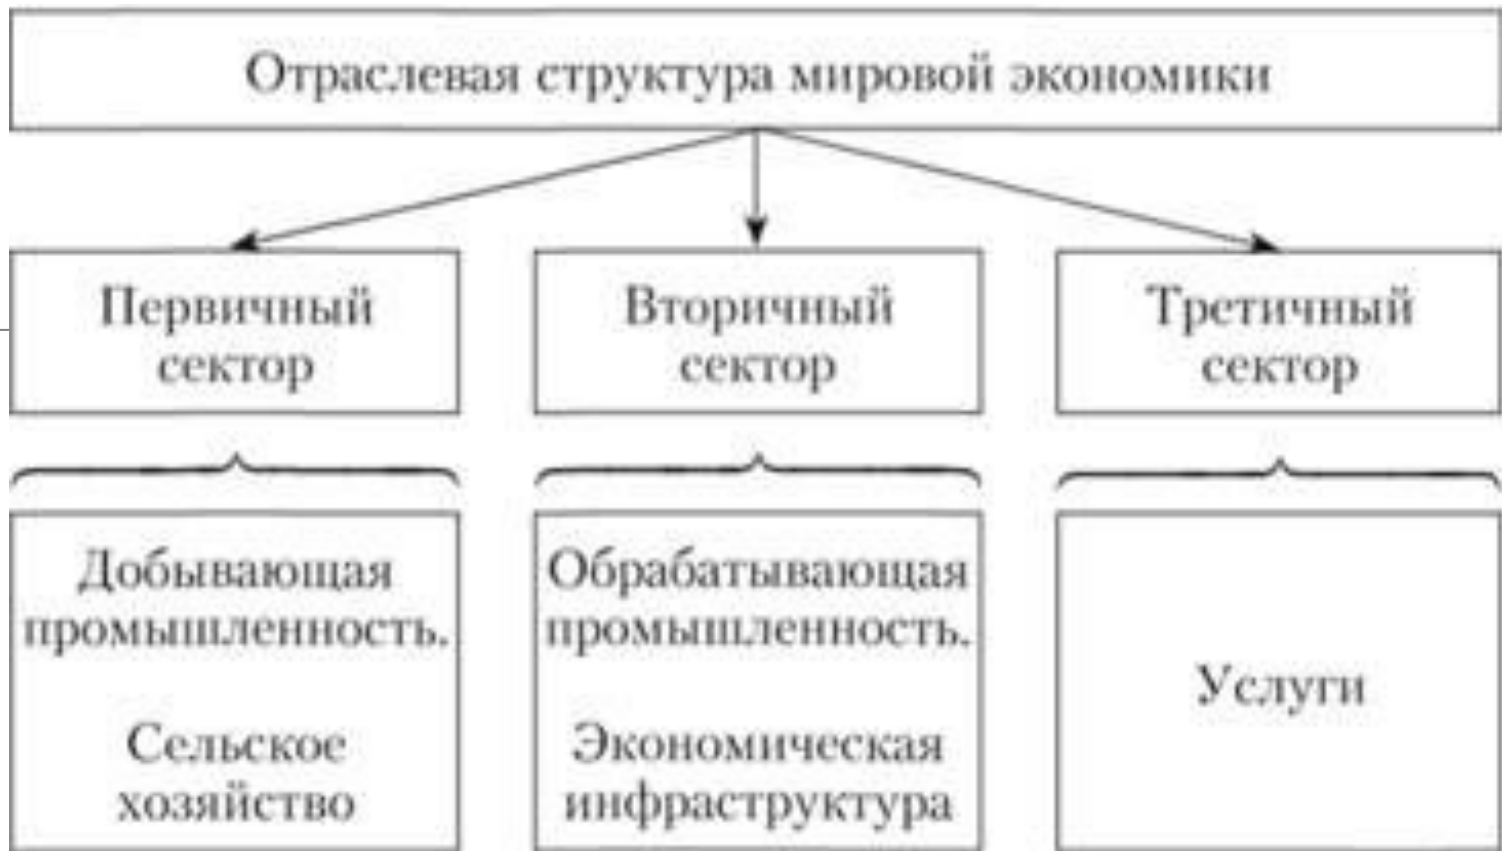 Отраслевая структура мировой экономики
Первичный
сектор
Вторичный
сектор
Третичный
сектор
Добывающая
промышленность.
Сельское
хозяйство
Обрабатывающая
промышленность.
Экономическая
инфраструктура
Услуги